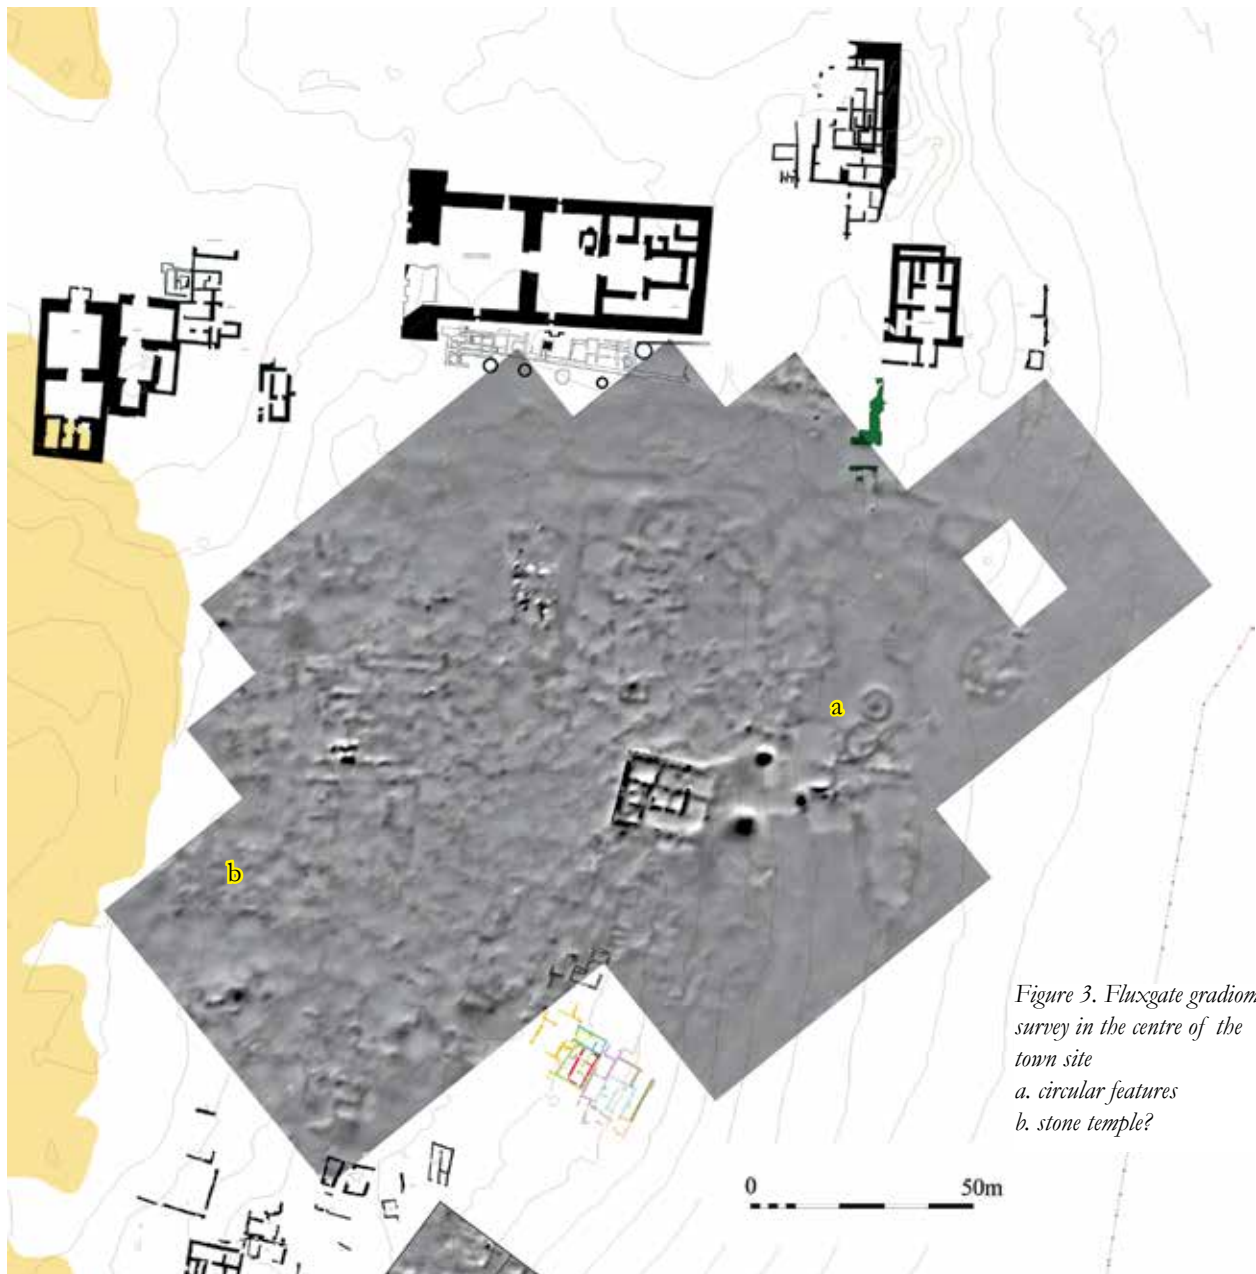 a
b
Figure 3. Fluxgate gradiom
survey in the centre of the
town site
a. circular features
b. stone temple?
0 50m